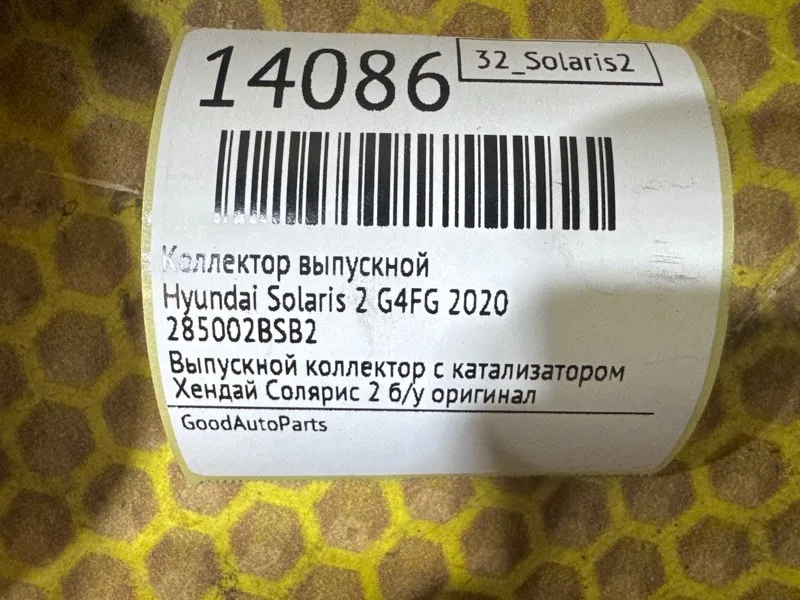 14086
32_Solaris2
Коллектор выпускной
Hyundai Solaris 2 G4FG 2020
285002BSB2
Выпускной коллектор с катализатором
Хендай Солярис 2 б/у оригинал
GoodAutoParts